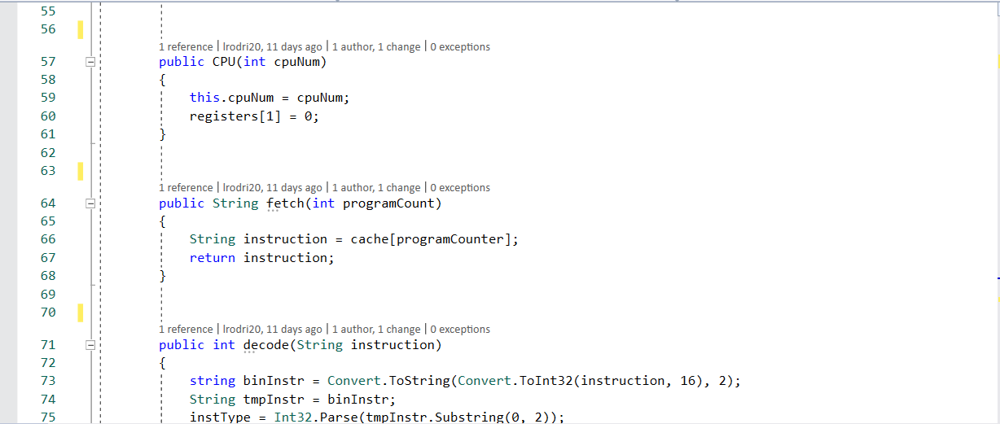 55
56
1 reference | lrodri20, 11 days ago | 1 author, 1 change | 0 exceptions
57 public CPU(int cpuNum)
58 {
59 this.cpuNum = cpuNum;
60 registers[1] = 0;
61 }
62
63
1 reference | lrodri20, 11 days ago | 1 author, 1 change | 0 exceptions
64 public String fetch(int programCount)
65 {
66 String instruction = cache[programCounter];
67 return instruction;
68 }
69
70
1 reference | lrodri20, 11 days ago | 1 author, 1 change | 0 exceptions
71 public int decode(String instruction)
72 {
73 string binInstr = Convert.ToString(Convert.ToInt32(instruction, 16), 2);
74 String tmpInstr = binInstr;
75 instType = Int32.Parse(tmpInstr.Substring(0, 2));